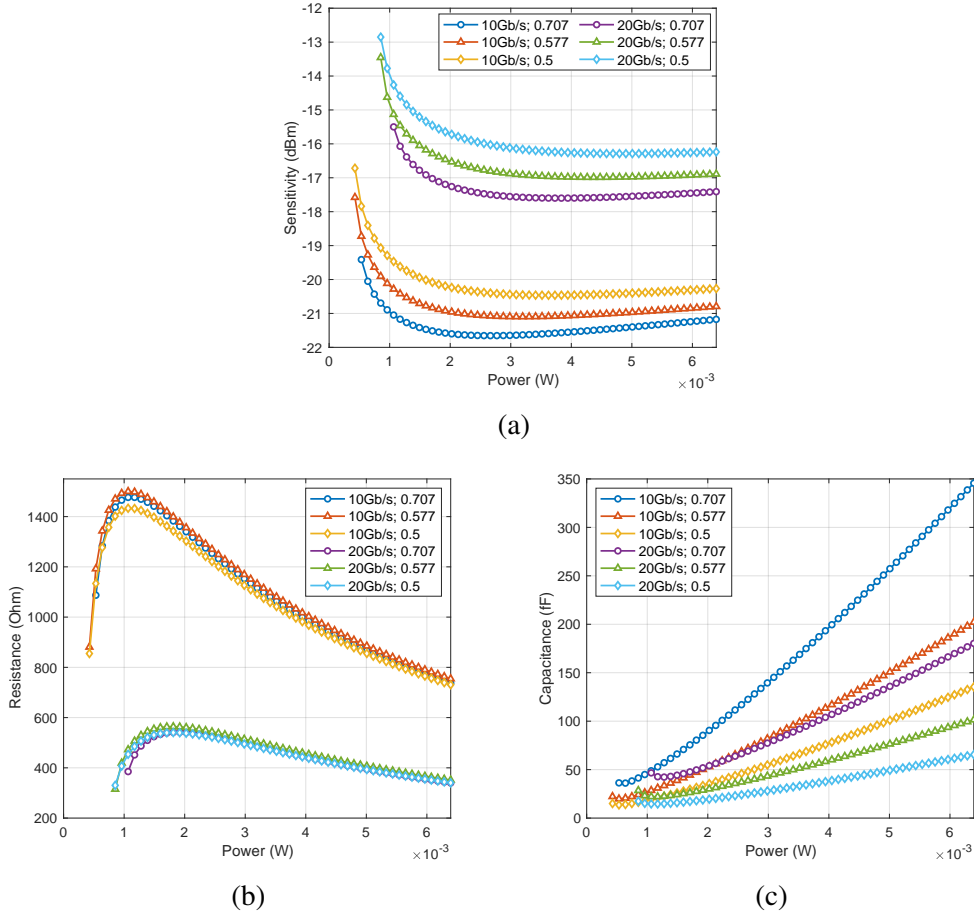 -12
-13
-14
-15
-16
-17
-18
-19
-20
-21
-22
Sensitivity (dBm)
10Gb/s; 0.707
10Gb/s; 0.577
10Gb/s; 0.5
20Gb/s; 0.707
20Gb/s; 0.577
20Gb/s; 0.5
0 1 2 3 4 5 6
Power (W)
×10⁻³
(a)
1400
1200
1000
800
600
400
200
Resistance (Ohm)
10Gb/s; 0.707
10Gb/s; 0.577
10Gb/s; 0.5
20Gb/s; 0.707
20Gb/s; 0.577
20Gb/s; 0.5
0 1 2 3 4 5 6
Power (W)
×10⁻³
(b)
350
300
250
200
150
100
50
0
Capacitance (fF)
10Gb/s; 0.707
10Gb/s; 0.577
10Gb/s; 0.5
20Gb/s; 0.707
20Gb/s; 0.577
20Gb/s; 0.5
0 1 2 3 4 5 6
Power (W)
×10⁻³
(c)